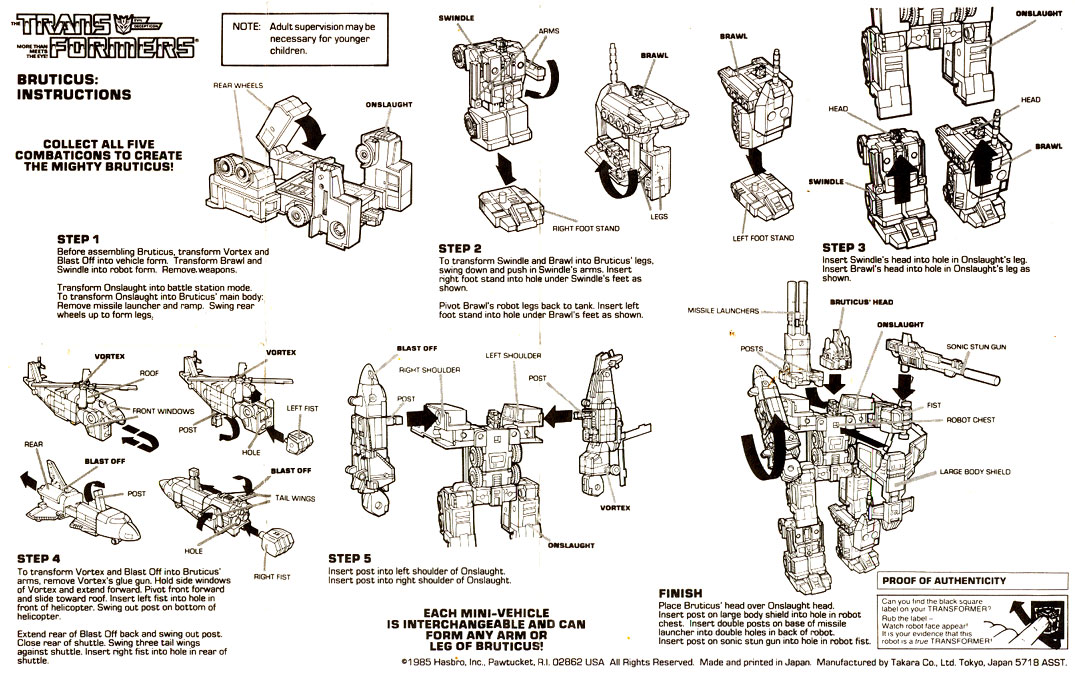 THE TRANSFORMERS
EVIL DECEPTICON
MORE THAN
MEETS
THE EYE!
BRUTICUS:
INSTRUCTIONS
COLLECT ALL FIVE
COMBATICONS TO CREATE
THE MIGHTY BRUTICUS!
NOTE: Adult supervision may be
necessary for younger
children.
REAR WHEELS
ONSLAUGHT
STEP 1
Before assembling Bruticus, transform Vortex and
Blast Off into vehicle form. Transform Brawl and
Swindle into robot form. Remove.weapons.
Transform Onslaught into battle station mode.
To transform Onslaught into Bruticus' main body:
Remove missile launcher and ramp. Swing rear
wheels up to form legs,
SWINDLE
ARMS
BRAWL
RIGHT FOOT STAND
LEGS
BRAWL
LEFT FOOT STAND
STEP 2
To transform Swindle and Brawl into Bruticus' legs,
swing down and push in Swindle's arms. Insert
right foot stand into hole under Swindle's feet as
shown.
Pivot Brawl's robot legs back to tank. Insert left
foot stand into hole under Brawl's feet as shown.
ONSLAUGHT
HEAD
HEAD
BRAWL
SWINDLE
STEP 3
Insert Swindle's head into hole in Onslaught's leg.
Insert Brawl's head into hole in Onslaught's leg as
shown.
VORTEX
ROOF
FRONT WINDOWS
VORTEX
POST
LEFT FIST
HOLE
REAR
BLAST OFF
POST
BLAST OFF
TAIL WINGS
HOLE
RIGHT FIST
STEP 4
To transform Vortex and Blast Off into Bruticus'
arms, remove Vortex's glue gun. Hold side windows
of Vortex and extend forward. Pivot front forward
and slide toward roof. Insert left fist into hole in
front of helicopter. Swing out post on bottom of
helicopter.
Extend rear of Blast Off back and swing out post.
Close rear of shuttle. Swing three tail wings
against shuttle. Insert right fist into hole in rear of
shuttle.
BLAST OFF
RIGHT SHOULDER
LEFT SHOULDER
POST
POST
VORTEX
ONSLAUGHT
STEP 5
Insert post into left shoulder of Onslaught.
Insert post into right shoulder of Onslaught.
EACH MINI-VEHICLE
IS INTERCHANGEABLE AND CAN
FORM ANY ARM OR
LEG OF BRUTICUS!
MISSILE LAUNCHERS
BRUTICUS' HEAD
ONSLAUGHT
POSTS
SONIC STUN GUN
FIST
ROBOT CHEST
LARGE BODY SHIELD
FINISH
Place Bruticus' head over Onslaught head.
Insert post on large body shield into hole in robot
chest. Insert double posts on base of missile
launcher into double holes in back of robot.
Insert post on sonic stun gun into hole in robot fist.
PROOF OF AUTHENTICITY
Can you find the black square
label on your TRANSFORMER?
Rub the label –
Watch robot face appear!
It is your evidence that this
robot is a true TRANSFORMER!
©1985 Hasbro, Inc., Pawtucket, R.I. 02862 USA All Rights Reserved. Made and printed in Japan. Manufactured by Takara Co., Ltd. Tokyo, Japan 5718 ASST.